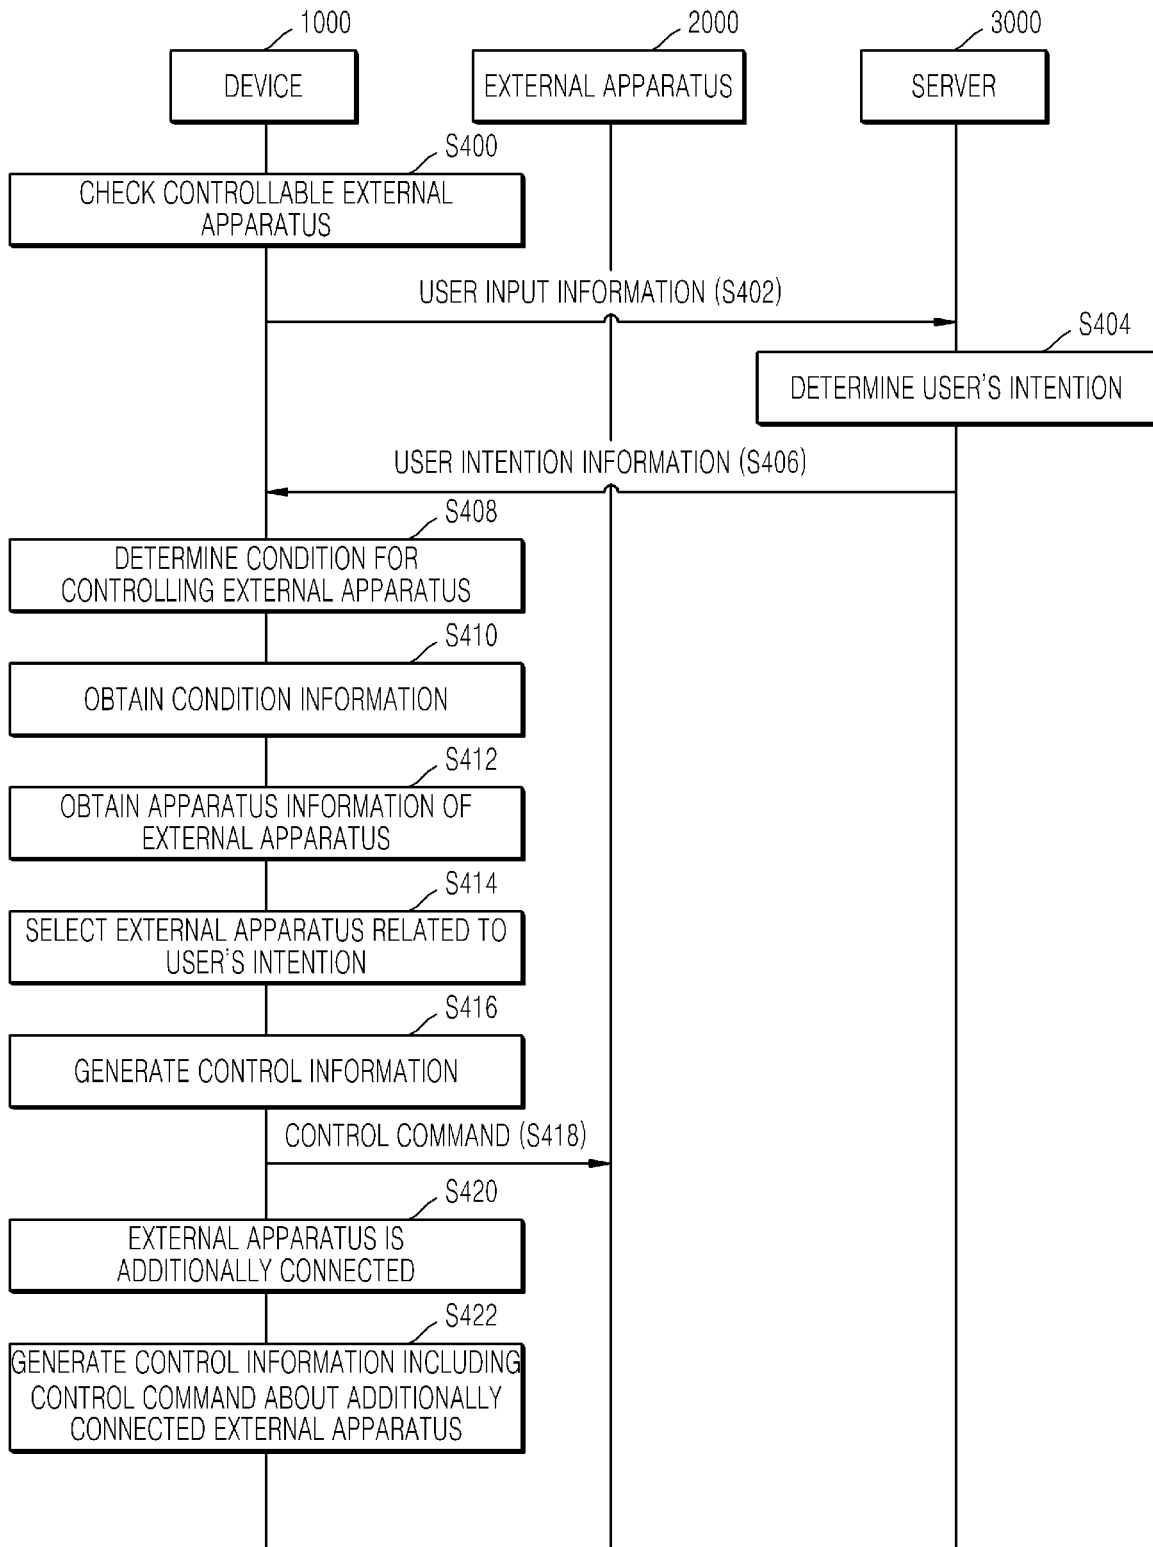 1000
2000
3000
DEVICE
EXTERNAL APPARATUS
SERVER
S400
CHECK CONTROLLABLE EXTERNAL
APPARATUS
USER INPUT INFORMATION (S402)
S404
DETERMINE USER'S INTENTION
USER INTENTION INFORMATION (S406)
S408
DETERMINE CONDITION FOR
CONTROLLING EXTERNAL APPARATUS
S410
OBTAIN CONDITION INFORMATION
S412
OBTAIN APPARATUS INFORMATION OF
EXTERNAL APPARATUS
S414
SELECT EXTERNAL APPARATUS RELATED TO
USER'S INTENTION
S416
GENERATE CONTROL INFORMATION
CONTROL COMMAND (S418)
S420
EXTERNAL APPARATUS IS
ADDITIONALLY CONNECTED
S422
GENERATE CONTROL INFORMATION INCLUDING
CONTROL COMMAND ABOUT ADDITIONALLY
CONNECTED EXTERNAL APPARATUS